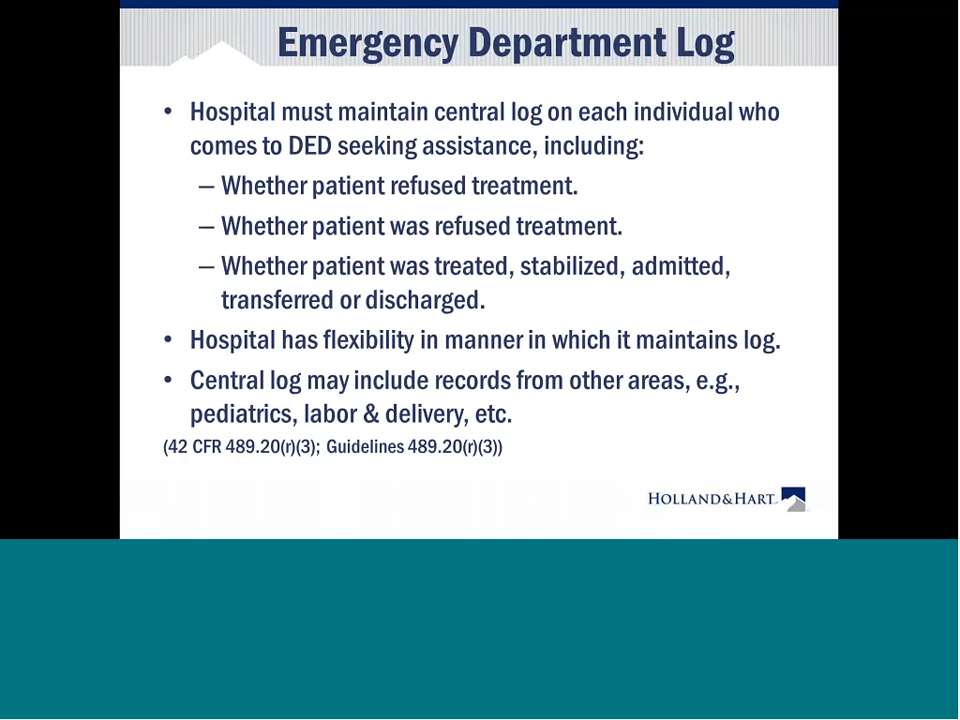 Emergency Department Log
• Hospital must maintain central log on each individual who
comes to DED seeking assistance, including:
– Whether patient refused treatment.
– Whether patient was refused treatment.
– Whether patient was treated, stabilized, admitted,
transferred or discharged.
• Hospital has flexibility in manner in which it maintains log.
• Central log may include records from other areas, e.g.,
pediatrics, labor & delivery, etc.
(42 CFR 489.20(r)(3); Guidelines 489.20(r)(3))
HOLLAND&HART